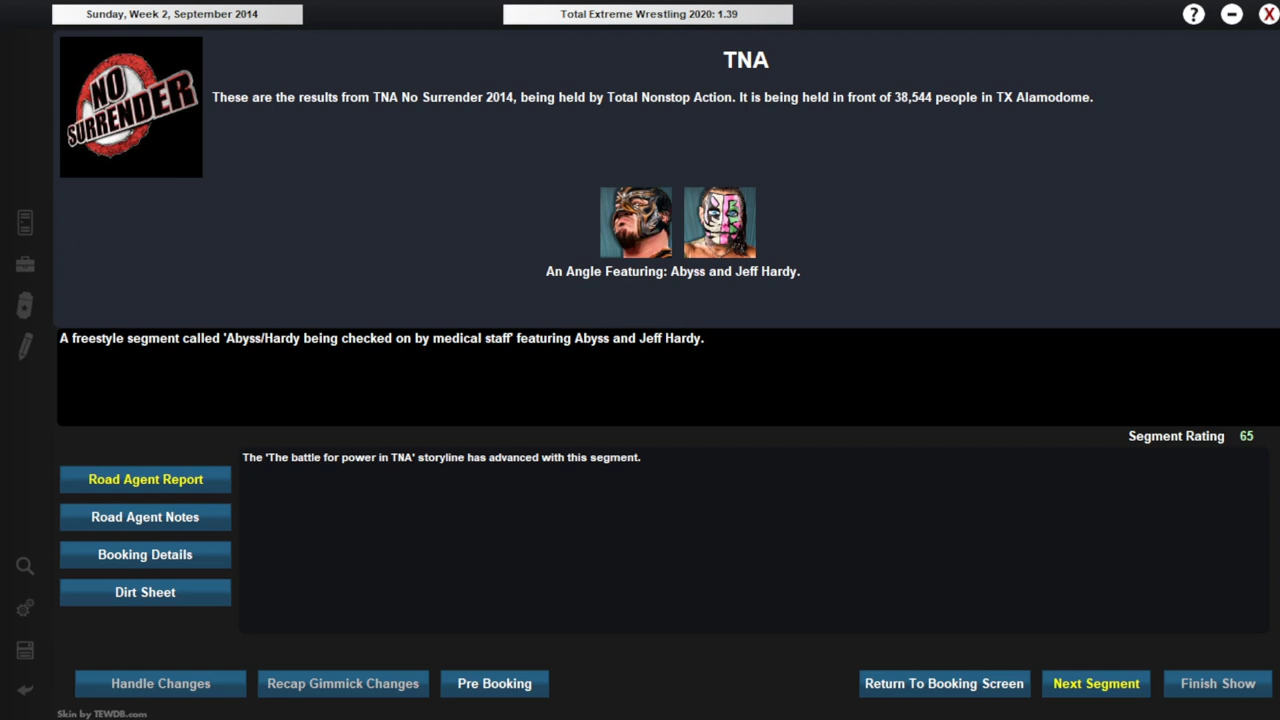 Sunday, Week 2, September 2014
Total Extreme Wrestling 2020: 1.39
?
X
NO
SURRENDER
TNA
These are the results from TNA No Surrender 2014, being held by Total Nonstop Action. It is being held in front of 38,544 people in TX Alamodome.
An Angle Featuring: Abyss and Jeff Hardy.
A freestyle segment called 'Abyss/Hardy being checked on by medical staff' featuring Abyss and Jeff Hardy.
Segment Rating 65
The 'The battle for power in TNA' storyline has advanced with this segment.
Road Agent Report
Road Agent Notes
Booking Details
Dirt Sheet
Handle Changes
Recap Gimmick Changes
Pre Booking
Return To Booking Screen
Next Segment
Finish Show
Skin by TEWDB.com